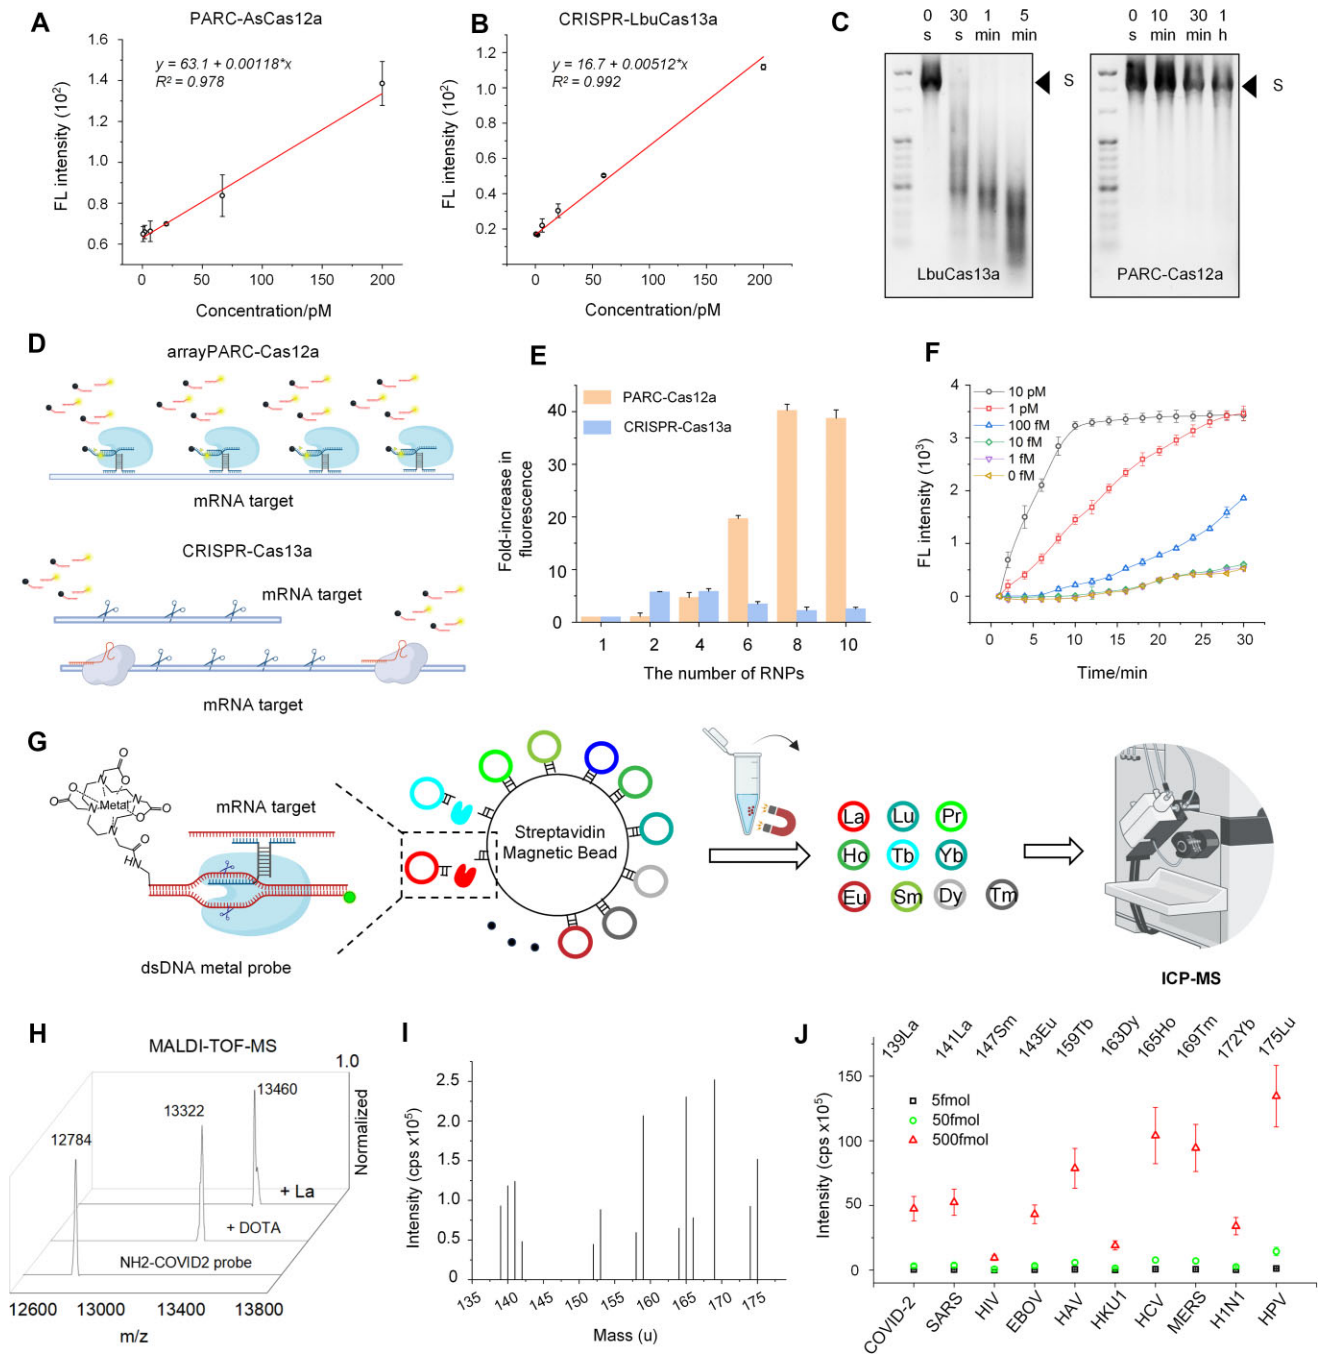 A
PARC-AsCas12a
y = 63.1 + 0.00118*x
R² = 0.978
FL intensity (10²)
1.6
1.4
1.2
1.0
0.8
0.6
0
50
100
150
200
Concentration/pM
B
CRISPR-LbuCas13a
y = 16.7 + 0.00512*x
R² = 0.992
FL intensity (10²)
1.2
1.0
0.7
0.4
0.2
0
50
100
150
200
Concentration/pM
C
0 30 1 5
s s min min
S
LbuCas13a
0 10 30 1
s min min h
S
PARC-Cas12a
D
arrayPARC-Cas12a
mRNA target
CRISPR-Cas13a
mRNA target
mRNA target
E
PARC-Cas12a
CRISPR-Cas13a
Fold-increase in
fluorescence
40
30
20
10
0
1 2 4 6 8 10
The number of RNPs
F
10 pM
1 pM
100 fM
10 fM
1 fM
0 fM
FL intensity (10³)
4
3
2
1
0
0 5 10 15 20 25 30
Time/min
G
O
O-
O
O-
O
O-
N
N
N
N
Metal
O
HN
mRNA target
dsDNA metal probe
Streptavidin
Magnetic Bead
La Lu Pr
Ho Tb Yb
Eu Sm Dy Tm
ICP-MS
H
MALDI-TOF-MS
1.0
Normalized
12784
13322
13460
+ La
+ DOTA
NH2-COVID2 probe
12600 13000 13400 13800
m/z
I
Intensity (cps x10⁵)
2.5
2.0
1.5
1.0
0.5
0
135 140 145 150 155 160 165 170 175
Mass (u)
J
139La 141La 147Sm 143Eu 159Tb 163Dy 165Ho 169Tm 172Yb 175Lu
5fmol
50fmol
500fmol
Intensity (cps x10⁵)
150
100
50
0
COVID-2 SARS HIV EBOV HAV HKU1 HCV MERS H1N1 HPV